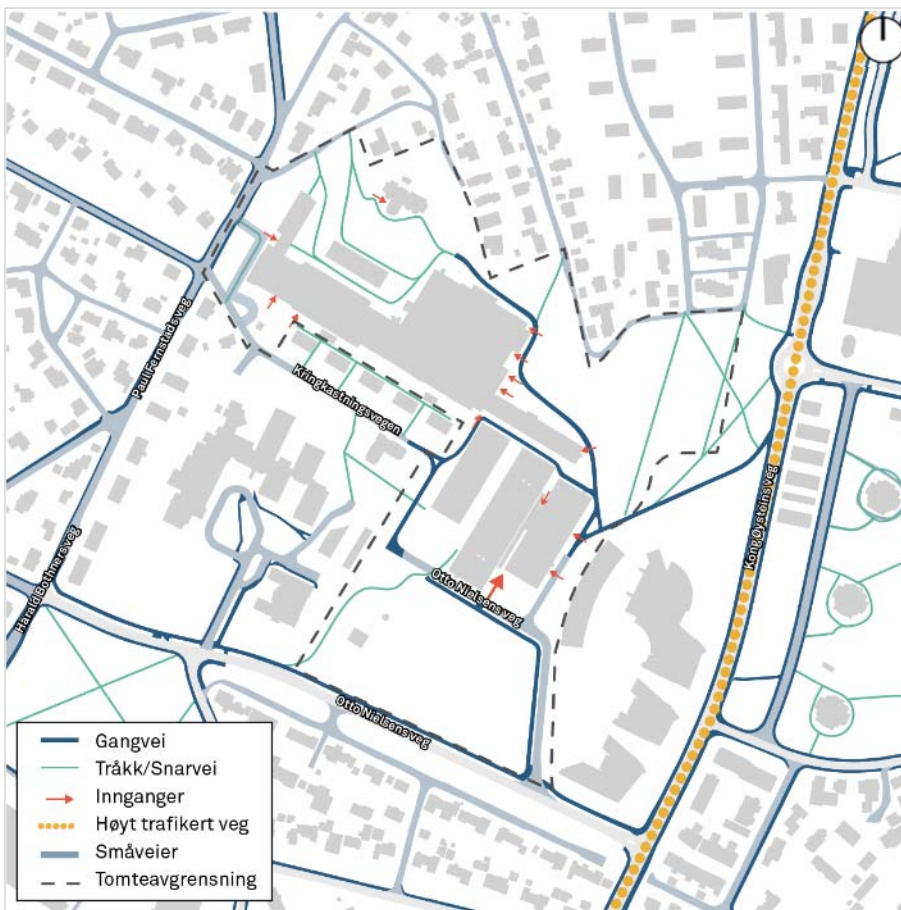 Paul Fernstads veg
Kringkastningsvegen
Harald Bothners veg
Otto Nielsens veg
Otto Nielsens veg
Kong Øysteins veg
Gangvei
Tråkk/Snarvei
Innganger
Høyt trafikert veg
Småveier
Tomteavgrensning